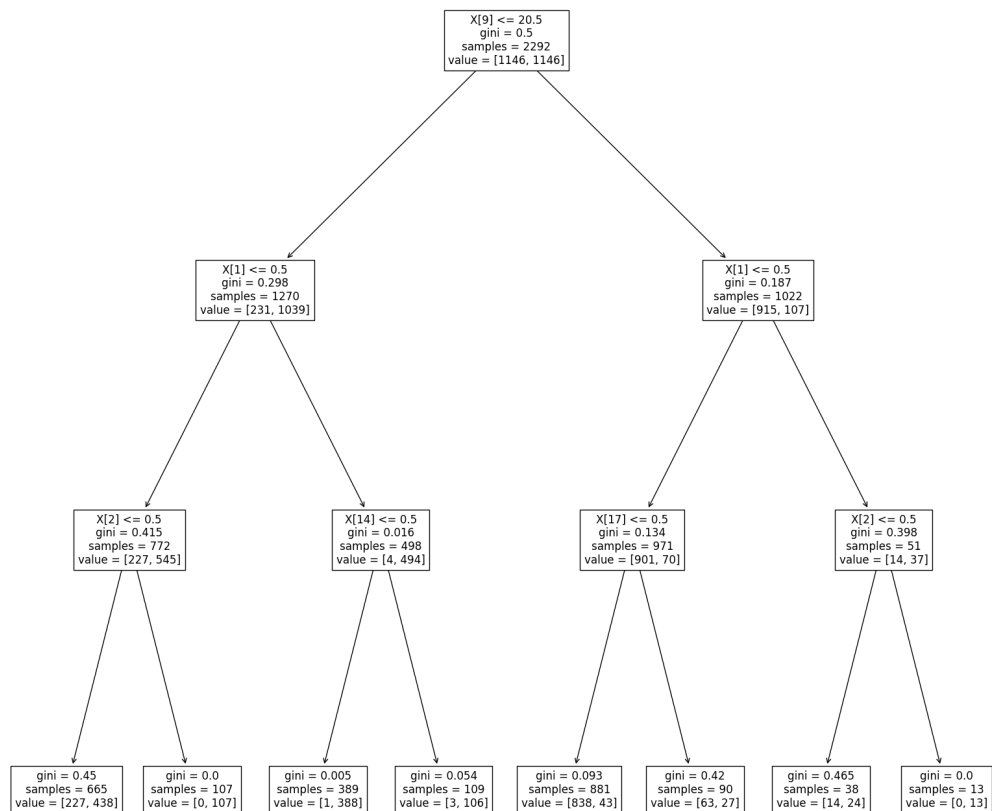 X[9] <= 20.5
gini = 0.5
samples = 2292
value = [1146, 1146]
X[1] <= 0.5
gini = 0.298
samples = 1270
value = [231, 1039]
X[1] <= 0.5
gini = 0.187
samples = 1022
value = [915, 107]
X[2] <= 0.5
gini = 0.415
samples = 772
value = [227, 545]
X[14] <= 0.5
gini = 0.016
samples = 498
value = [4, 494]
X[17] <= 0.5
gini = 0.134
samples = 971
value = [901, 70]
X[2] <= 0.5
gini = 0.398
samples = 51
value = [14, 37]
gini = 0.45
samples = 665
value = [227, 438]
gini = 0.0
samples = 107
value = [0, 107]
gini = 0.005
samples = 389
value = [1, 388]
gini = 0.054
samples = 109
value = [3, 106]
gini = 0.093
samples = 881
value = [838, 43]
gini = 0.42
samples = 90
value = [63, 27]
gini = 0.465
samples = 38
value = [14, 24]
gini = 0.0
samples = 13
value = [0, 13]